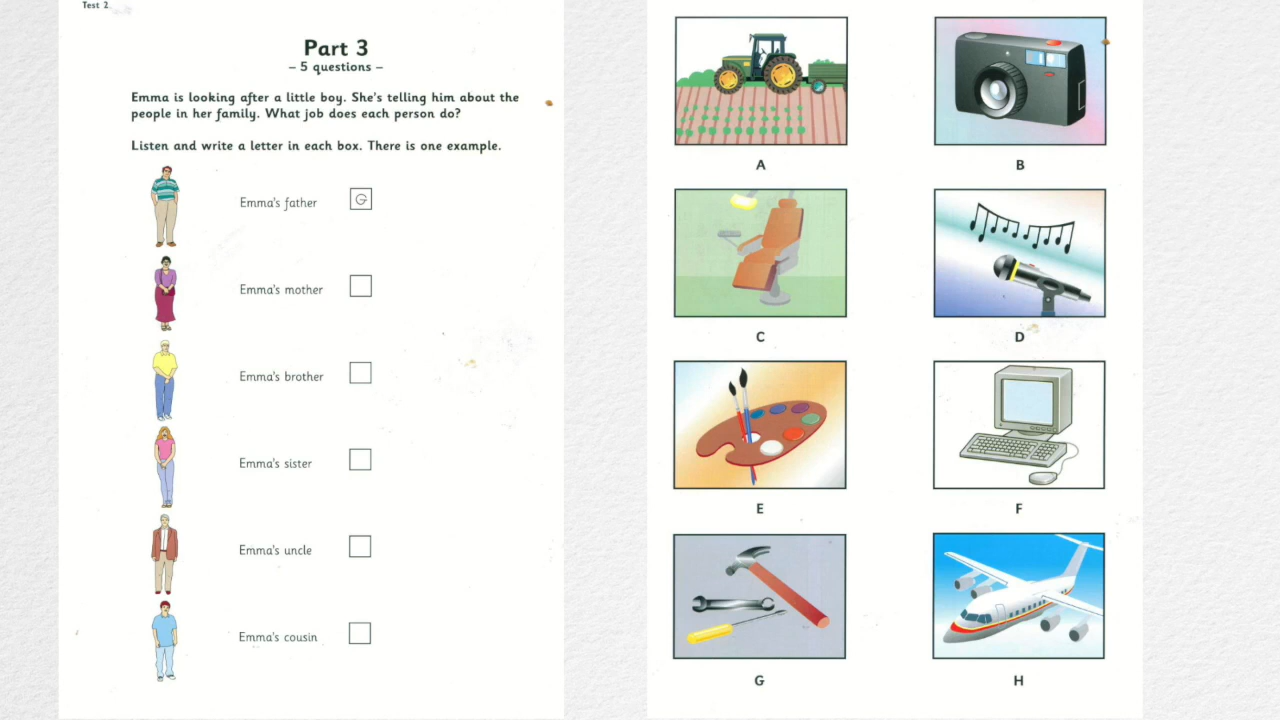 Test 2
Part 3
– 5 questions –
Emma is looking after a little boy. She's telling him about the
people in her family. What job does each person do?
Listen and write a letter in each box. There is one example.
Emma's father G
Emma's mother
Emma's brother
Emma's sister
Emma's uncle
Emma's cousin
A
B
C
D
E
F
G
H